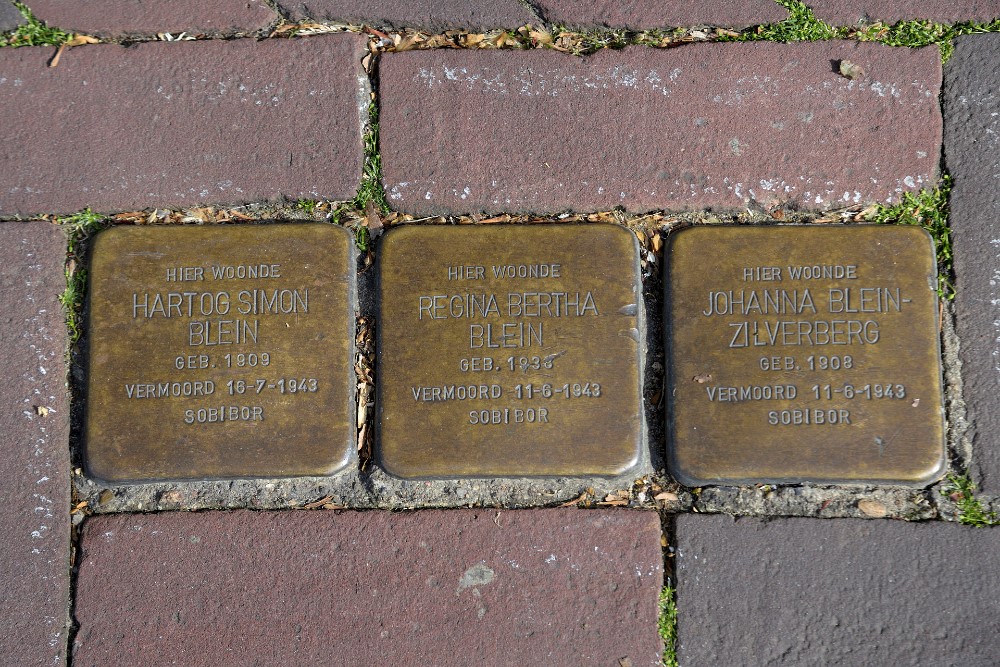 HIER WOONDE
HARTOG SIMON
BLEIN
GEB. 1909
VERMOORD 16-7-1943
SOBIBOR
HIER WOONDE
REGINA BERTHA
BLEIN
GEB. 1936
VERMOORD 11-6-1943
SOBIBOR
HIER WOONDE
JOHANNA BLEIN-
ZILVERBERG
GEB. 1908
VERMOORD 11-6-1943
SOBIBOR